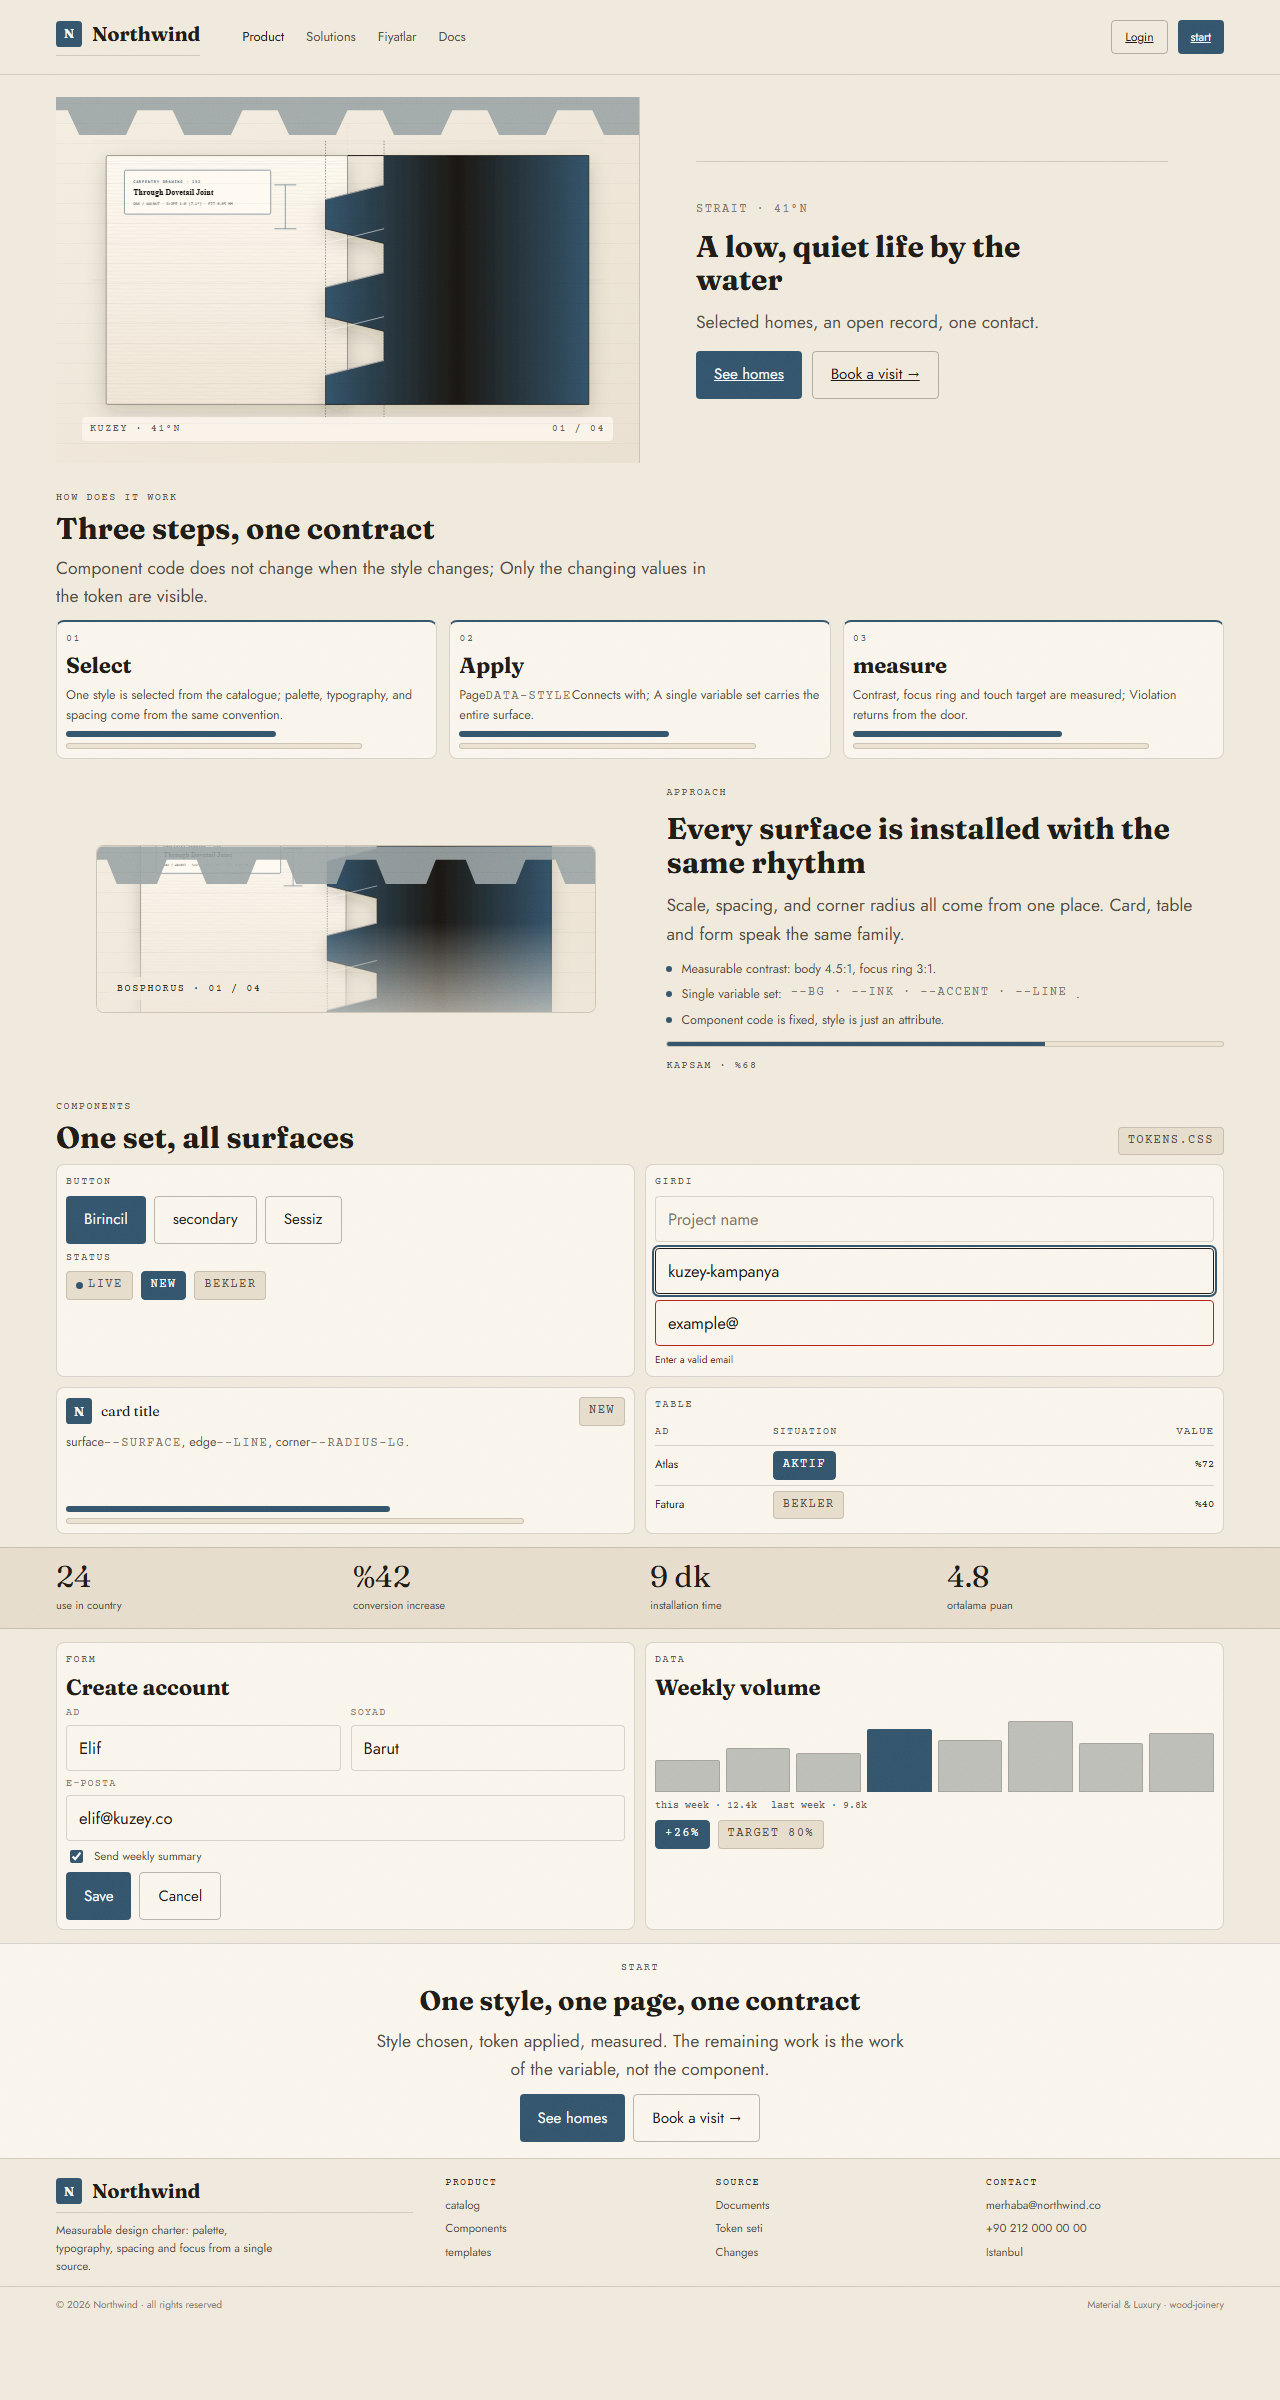 N Northwind Product Solutions Fiyatlar Docs Login start
CARPENTRY DRAWING · 132
Through Dovetail Joint
KUZEY · 41°N 01 / 04
STRAIT · 41°N
A low, quiet life by the
water
Selected homes, an open record, one contact.
See homes Book a visit →
HOW DOES IT WORK
Three steps, one contract
Component code does not change when the style changes; Only the changing values in
the token are visible.
01
Select
One style is selected from the catalogue; palette, typography, and
spacing come from the same convention.
02
Apply
PageDATA-STYLEConnects with; A single variable set carries the
entire surface.
03
measure
Contrast, focus ring and touch target are measured; Violation
returns from the door.
Through Dovetail Joint
BOSPHORUS · 01 / 04
APPROACH
Every surface is installed with the
same rhythm
Scale, spacing, and corner radius all come from one place. Card, table
and form speak the same family.
Measurable contrast: body 4.5:1, focus ring 3:1.
Single variable set: --BG · --INK · --ACCENT · --LINE .
Component code is fixed, style is just an attribute.
KAPSAM · %68
COMPONENTS
One set, all surfaces
TOKENS.CSS
BUTTON
Birincil secondary Sessiz
STATUS
LIVE NEW BEKLER
GIRDI
Project name
kuzey-kampanya
example@
Enter a valid email
N card title NEW
surface--SURFACE, edge--LINE, corner--RADIUS-LG.
TABLE
AD SITUATION VALUE
Atlas AKTIF %72
Fatura BEKLER %40
24 %42 9 dk 4.8
use in country conversion increase installation time ortalama puan
FORM
Create account
AD SOYAD
Elif Barut
E-POSTA
elif@kuzey.co
Send weekly summary
Save Cancel
DATA
Weekly volume
this week · 12.4k last week · 9.8k
+26% TARGET 80%
START
One style, one page, one contract
Style chosen, token applied, measured. The remaining work is the work
of the variable, not the component.
See homes Book a visit →
N Northwind
Measurable design charter: palette,
typography, spacing and focus from a single
source.
PRODUCT
catalog
Components
templates
SOURCE
Documents
Token seti
Changes
CONTACT
merhaba@northwind.co
+90 212 000 00 00
Istanbul
© 2026 Northwind · all rights reserved Material & Luxury · wood-joinery